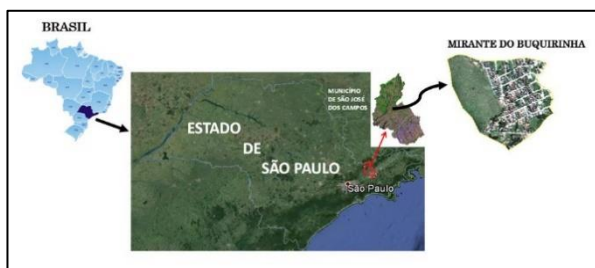 BRASIL
ESTADO
DE
SÃO PAULO
São Paulo
MUNICÍPIO
DE SÃO JOSÉ
DOS CAMPOS
MIRANTE DO BUQUIRINHA